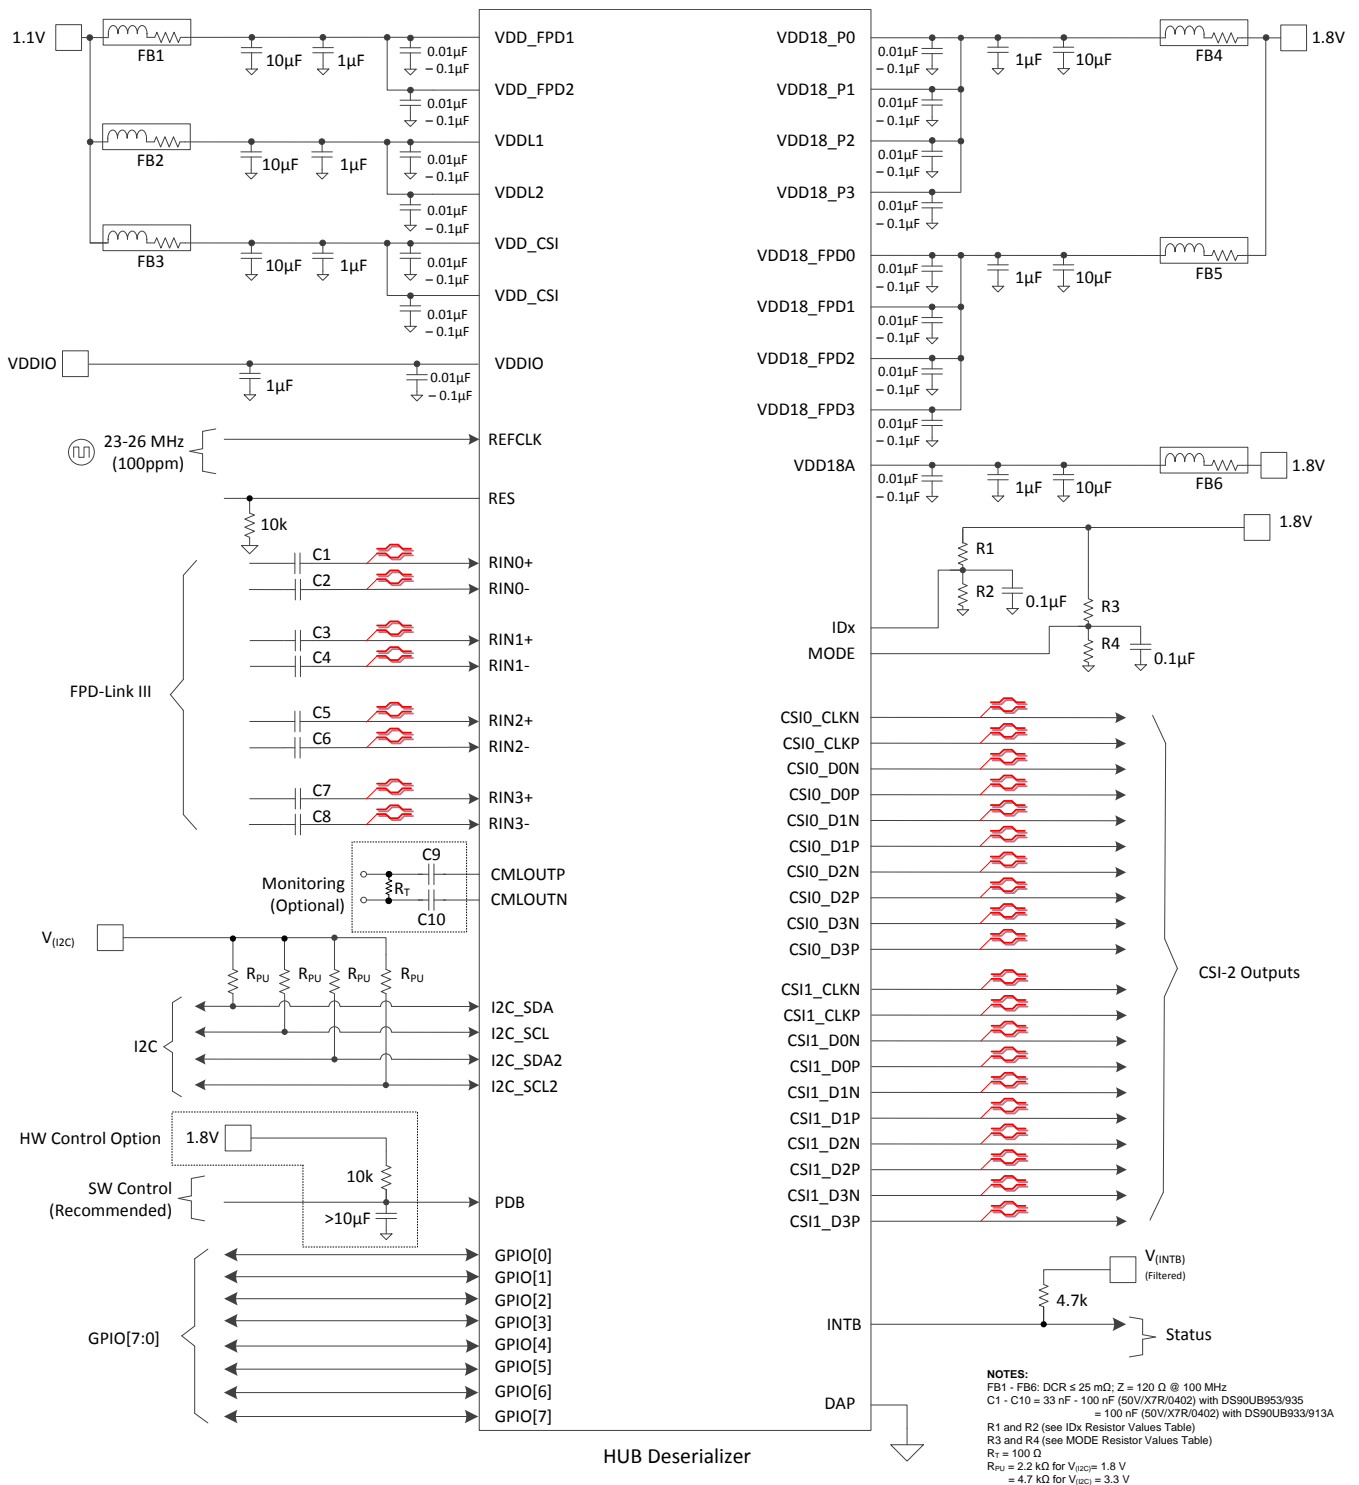 1.1V
FB1
10µF
1µF
0.01µF
– 0.1µF
VDD_FPD1
0.01µF
– 0.1µF
VDD_FPD2
FB2
10µF
1µF
0.01µF
– 0.1µF
VDDL1
0.01µF
– 0.1µF
VDDL2
FB3
10µF
1µF
0.01µF
– 0.1µF
VDD_CSI
0.01µF
– 0.1µF
VDD_CSI
VDDIO
1µF
0.01µF
– 0.1µF
VDDIO
23-26 MHz
(100ppm)
REFCLK
RES
10k
FPD-Link III
C1
RIN0+
C2
RIN0-
C3
RIN1+
C4
RIN1-
C5
RIN2+
C6
RIN2-
C7
RIN3+
C8
RIN3-
Monitoring
(Optional)
C9
RT
C10
CMLOUTP
CMLOUTN
V(I2C)
RPU
RPU
RPU
RPU
I2C
I2C_SDA
I2C_SCL
I2C_SDA2
I2C_SCL2
HW Control Option
1.8V
10k
SW Control
(Recommended)
>10µF
PDB
GPIO[7:0]
GPIO[0]
GPIO[1]
GPIO[2]
GPIO[3]
GPIO[4]
GPIO[5]
GPIO[6]
GPIO[7]
VDD18_P0
0.01µF
– 0.1µF
1µF
10µF
FB4
1.8V
VDD18_P1
0.01µF
– 0.1µF
VDD18_P2
0.01µF
– 0.1µF
VDD18_P3
0.01µF
– 0.1µF
VDD18_FPD0
0.01µF
– 0.1µF
1µF
10µF
FB5
VDD18_FPD1
0.01µF
– 0.1µF
VDD18_FPD2
0.01µF
– 0.1µF
VDD18_FPD3
0.01µF
– 0.1µF
VDD18A
0.01µF
– 0.1µF
1µF
10µF
FB6
1.8V
1.8V
R1
R2
0.1µF
R3
R4
0.1µF
IDx
MODE
CSI0_CLKN
CSI0_CLKP
CSI0_D0N
CSI0_D0P
CSI0_D1N
CSI0_D1P
CSI0_D2N
CSI0_D2P
CSI0_D3N
CSI0_D3P
CSI-2 Outputs
CSI1_CLKN
CSI1_CLKP
CSI1_D0N
CSI1_D0P
CSI1_D1N
CSI1_D1P
CSI1_D2N
CSI1_D2P
CSI1_D3N
CSI1_D3P
V(INTB)
(Filtered)
4.7k
INTB
Status
DAP
HUB Deserializer
NOTES:
FB1 - FB6: DCR ≤ 25 mΩ; Z = 120 Ω @ 100 MHz
C1 - C10 = 33 nF - 100 nF (50V/X7R/0402) with DS90UB953/935
= 100 nF (50V/X7R/0402) with DS90UB933/913A
R1 and R2 (see IDx Resistor Values Table)
R3 and R4 (see MODE Resistor Values Table)
RT = 100 Ω
RPU = 2.2 kΩ for V(I2C)= 1.8 V
= 4.7 kΩ for V(I2C) = 3.3 V